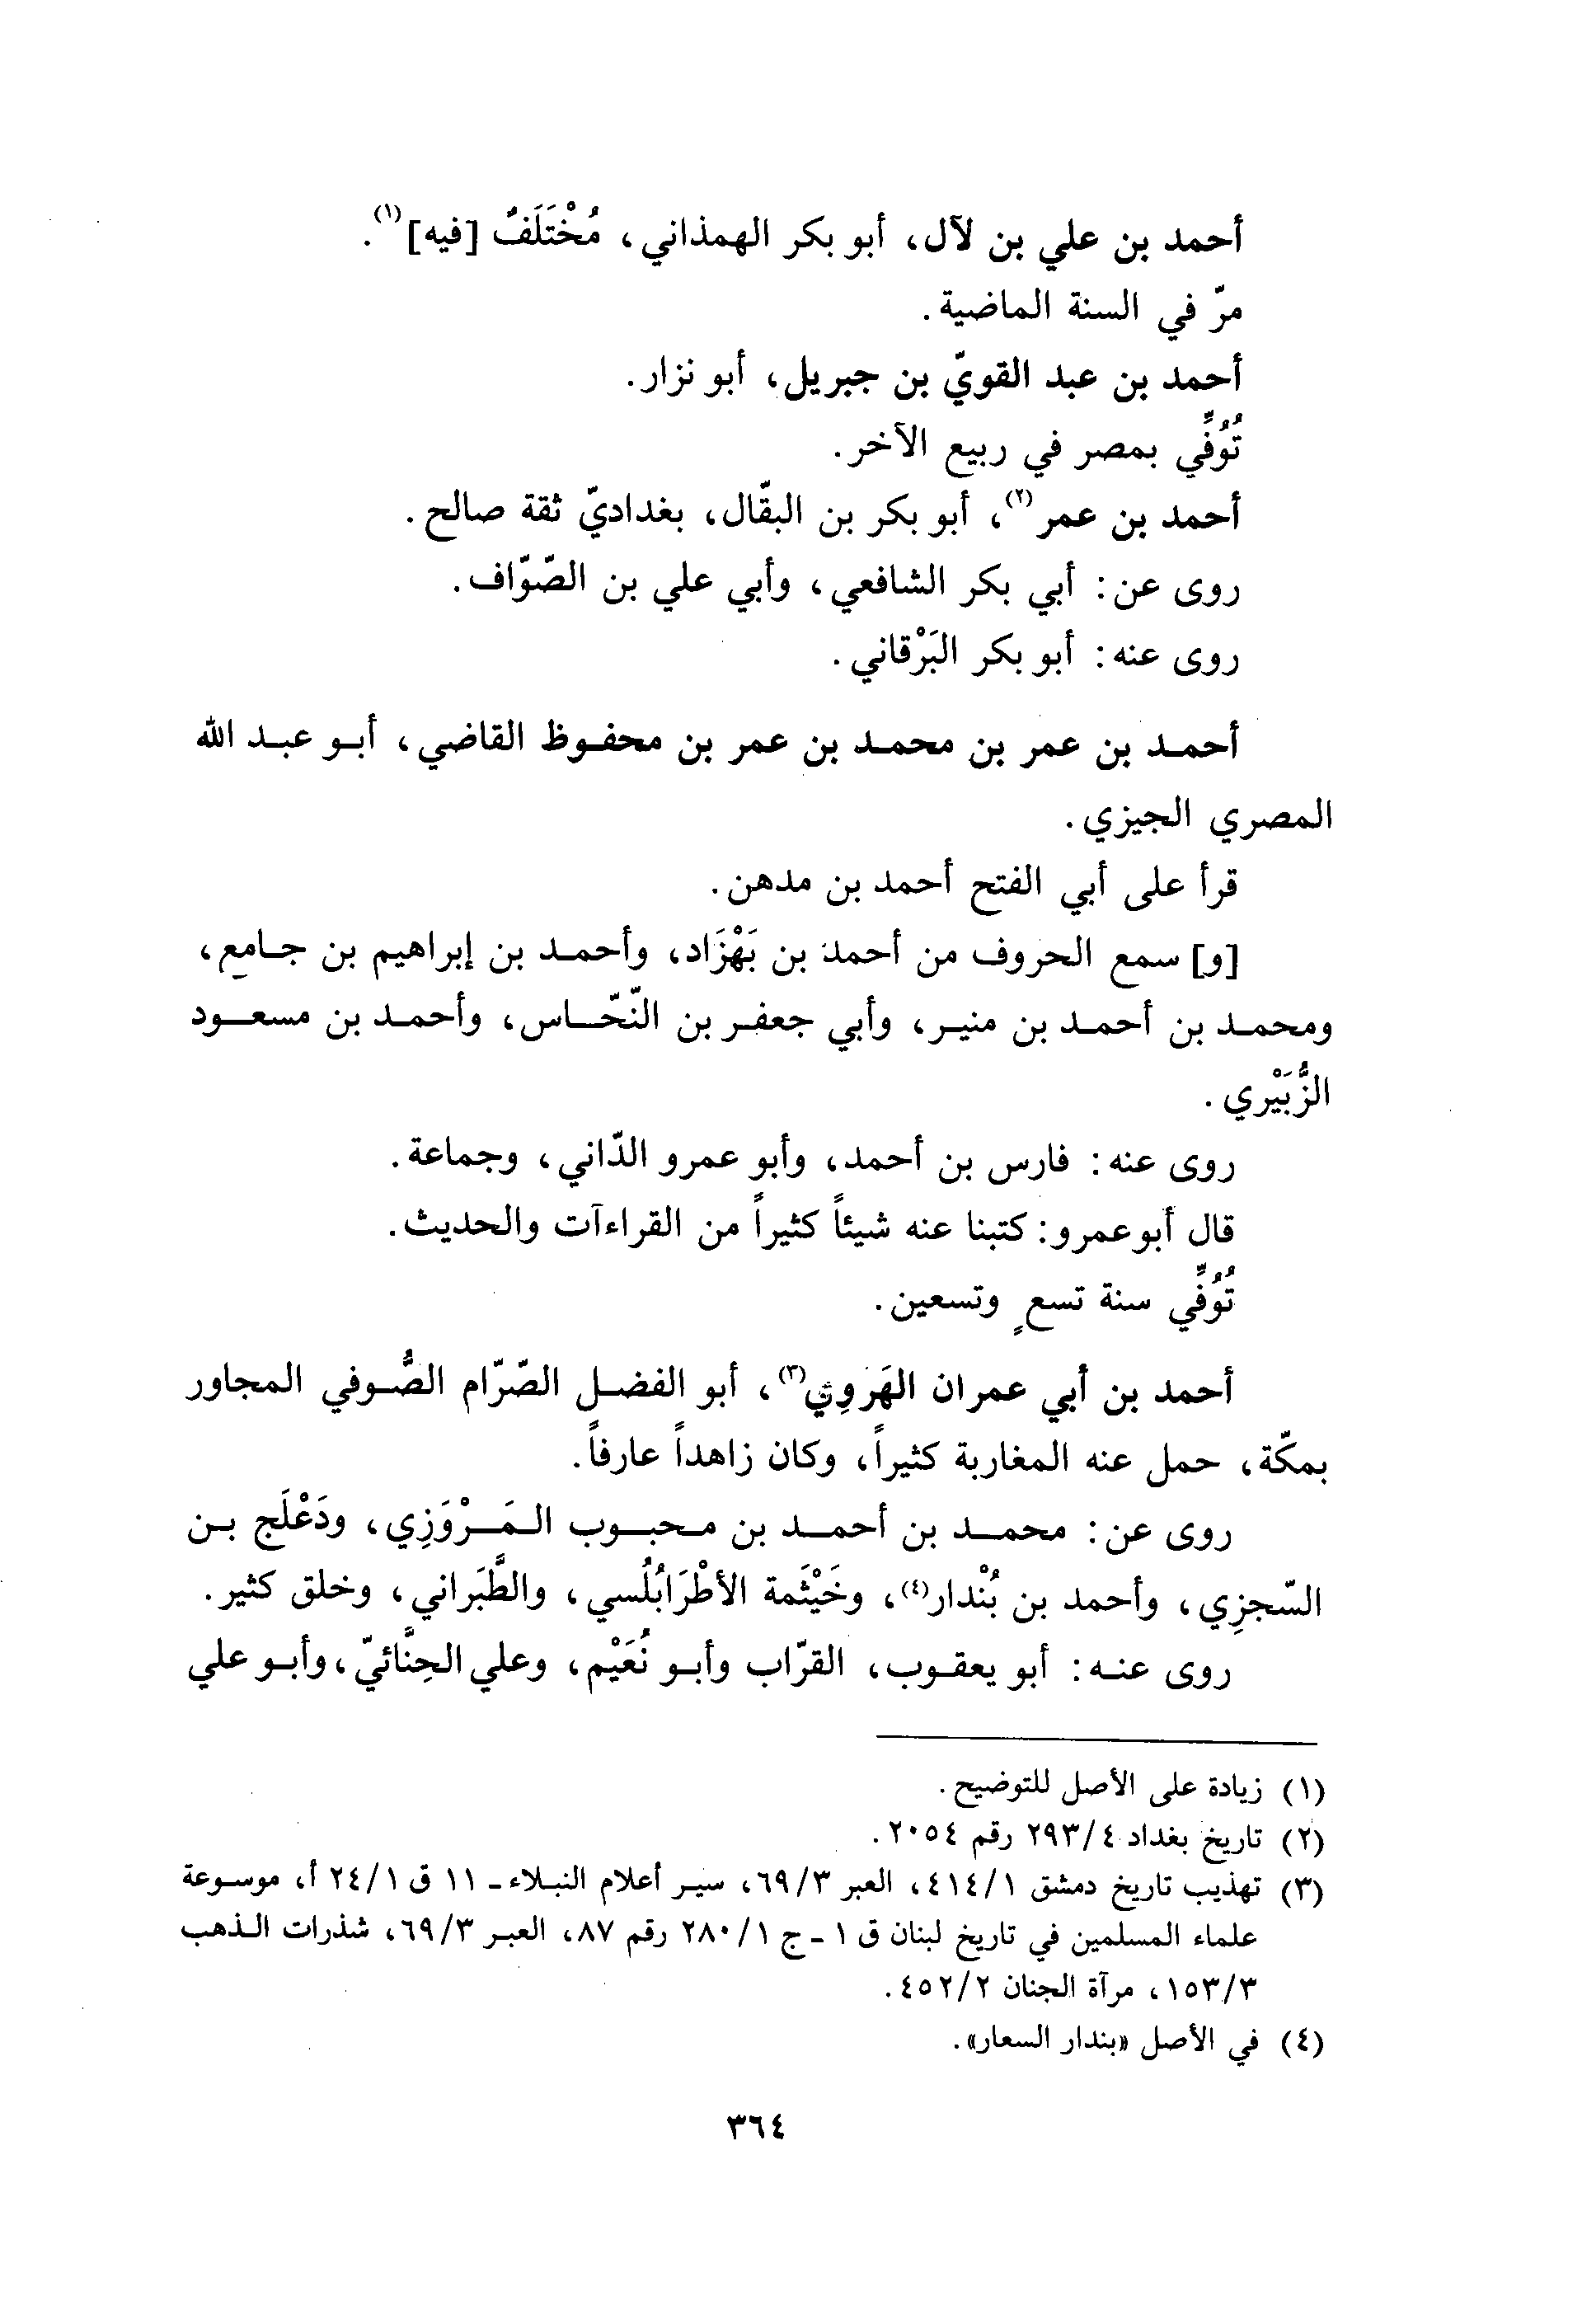 أحمد بن علي بن لآل، أبو بكر الهمذاني، مُخْتَلَفٌ [فيه]⁽¹⁾.
مرّ في السنة الماضية.
أحمد بن عبد القويّ بن جبريل، أبو نزار.
تُوُفِّي بمصر في ربيع الآخر.
أحمد بن عمر⁽²⁾، أبو بكر بن البقّال، بغداديّ ثقة صالح.
روى عن: أبي بكر الشافعي، وأبي علي بن الصّوّاف.
روى عنه: أبو بكر البَرْقاني.
أحمد بن عمر بن محمد بن عمر بن محفوظ القاضي، أبو عبد الله
المصري الجيزي.
قرأ على أبي الفتح أحمد بن مدهن.
[و] سمع الحروف من أحمد بن بَهْزَاد، وأحمد بن إبراهيم بن جامع،
ومحمد بن أحمد بن منير، وأبي جعفر بن النّحّاس، وأحمد بن مسعود
الزُّبَيْري.
روى عنه: فارس بن أحمد، وأبو عمرو الدّاني، وجماعة.
قال أبو عمرو: كتبنا عنه شيئاً كثيراً من القراءآت والحديث.
تُوُفِّي سنة تسعٍ وتسعين.
أحمد بن أبي عمران الهَرَوِي⁽³⁾، أبو الفضل الصّرّام الصُّوفي المجاور
بمكّة، حمل عنه المغاربة كثيراً، وكان زاهداً عارفاً.
روى عن: محمد بن أحمد بن محبوب المَرْوَزِي، ودَعْلَج بن
السّجزِي، وأحمد بن بُنْدار⁽⁴⁾، وخَيْثَمة الأطْرَابُلُسي، والطَّبَراني، وخلق كثير.
روى عنه: أبو يعقوب، القرّاب وأبو نُعَيْم، وعلي الحِنَّائيّ، وأبو علي
(١) زيادة على الأصل للتوضيح.
(٢) تاريخ بغداد ٢٩٣/٤ رقم ٢٠٥٤.
(٣) تهذيب تاريخ دمشق ٤١٤/١، العبر ٦٩/٣، سير أعلام النبلاء - ١١ ق ٢٤/١ أ، موسوعة
علماء المسلمين في تاريخ لبنان ق ١ - ج ٢٨٠/١ رقم ٨٧، العبر ٦٩/٣، شذرات الذهب
١٥٣/٣، مرآة الجنان ٤٥٢/٢.
(٤) في الأصل «بندار السعار».
٣٦٤